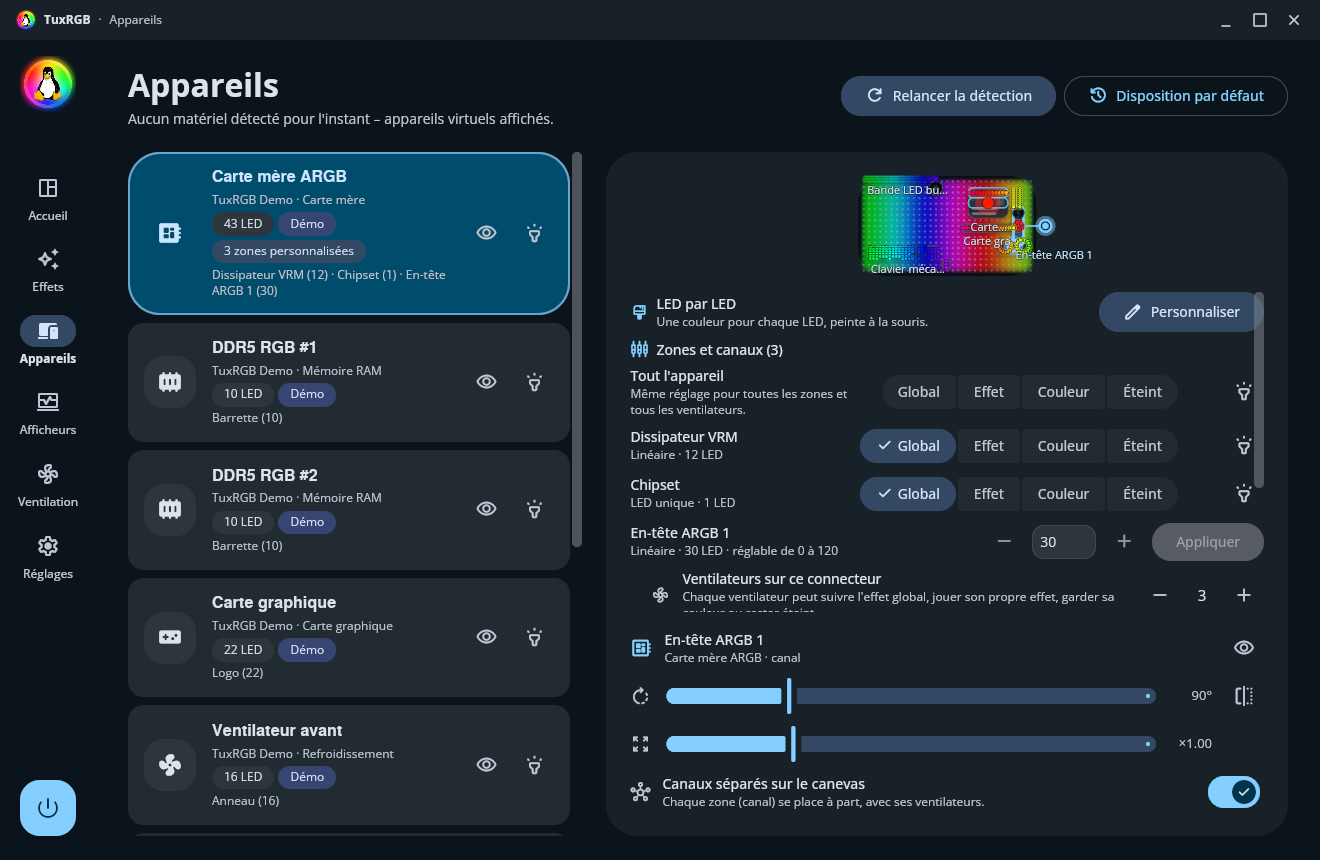 TuxRGB · Appareils
Appareils
Aucun matériel détecté pour l'instant – appareils virtuels affichés.
Relancer la détection
Disposition par défaut
Accueil
Effets
Appareils
Afficheurs
Ventilation
Réglages
Carte mère ARGB
TuxRGB Demo · Carte mère
43 LED
Démo
3 zones personnalisées
Dissipateur VRM (12) · Chipset (1) · En-tête
ARGB 1 (30)
DDR5 RGB #1
TuxRGB Demo · Mémoire RAM
10 LED
Démo
Barrette (10)
DDR5 RGB #2
TuxRGB Demo · Mémoire RAM
10 LED
Démo
Barrette (10)
Carte graphique
TuxRGB Demo · Carte graphique
22 LED
Démo
Logo (22)
Ventilateur avant
TuxRGB Demo · Refroidissement
16 LED
Démo
Anneau (16)
Bande LED bu...
Carte...
Carte gra...
En-tête ARGB 1
Clavier méca...
LED par LED
Une couleur pour chaque LED, peinte à la souris.
Personnaliser
Zones et canaux (3)
Tout l'appareil
Même réglage pour toutes les zones et
tous les ventilateurs.
Global
Effet
Couleur
Éteint
Dissipateur VRM
Linéaire · 12 LED
Global
Effet
Couleur
Éteint
Chipset
LED unique · 1 LED
Global
Effet
Couleur
Éteint
En-tête ARGB 1
Linéaire · 30 LED · réglable de 0 à 120
30
Appliquer
Ventilateurs sur ce connecteur
Chaque ventilateur peut suivre l'effet global, jouer son propre effet, garder sa
3
En-tête ARGB 1
Carte mère ARGB · canal
90°
×1.00
Canaux séparés sur le canevas
Chaque zone (canal) se place à part, avec ses ventilateurs.